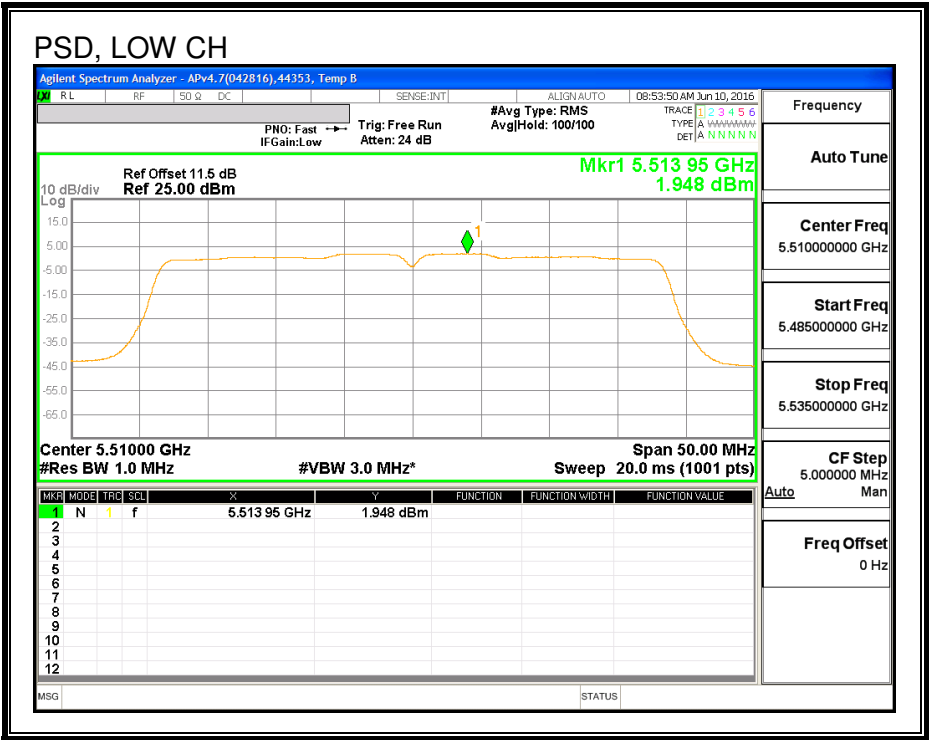 PSD, LOW CH
Agilent Spectrum Analyzer - APv4.7(042816),44353, Temp B
LXI RL RF 50 Ω DC SENSE:INT ALIGN AUTO 08:53:50 AM Jun 10, 2016
PNO: Fast
IFGain:Low
Trig: Free Run
Atten: 24 dB
#Avg Type: RMS
Avg|Hold: 100/100
TRACE 1 2 3 4 5 6
TYPE A WWWWW
DET A N N N N N
Mkr1 5.513 95 GHz
1.948 dBm
Ref Offset 11.5 dB
10 dB/div Ref 25.00 dBm
Log
15.0
5.00
-5.00
-15.0
-25.0
-35.0
-45.0
-55.0
-65.0
1
Center 5.51000 GHz Span 50.00 MHz
#Res BW 1.0 MHz #VBW 3.0 MHz* Sweep 20.0 ms (1001 pts)
MKR MODE TRC SCL X Y FUNCTION FUNCTION WIDTH FUNCTION VALUE
1 N 1 f 5.513 95 GHz 1.948 dBm
2
3
4
5
6
7
8
9
10
11
12
MSG STATUS
Frequency
Auto Tune
Center Freq
5.510000000 GHz
Start Freq
5.485000000 GHz
Stop Freq
5.535000000 GHz
CF Step
5.000000 MHz
Auto Man
Freq Offset
0 Hz